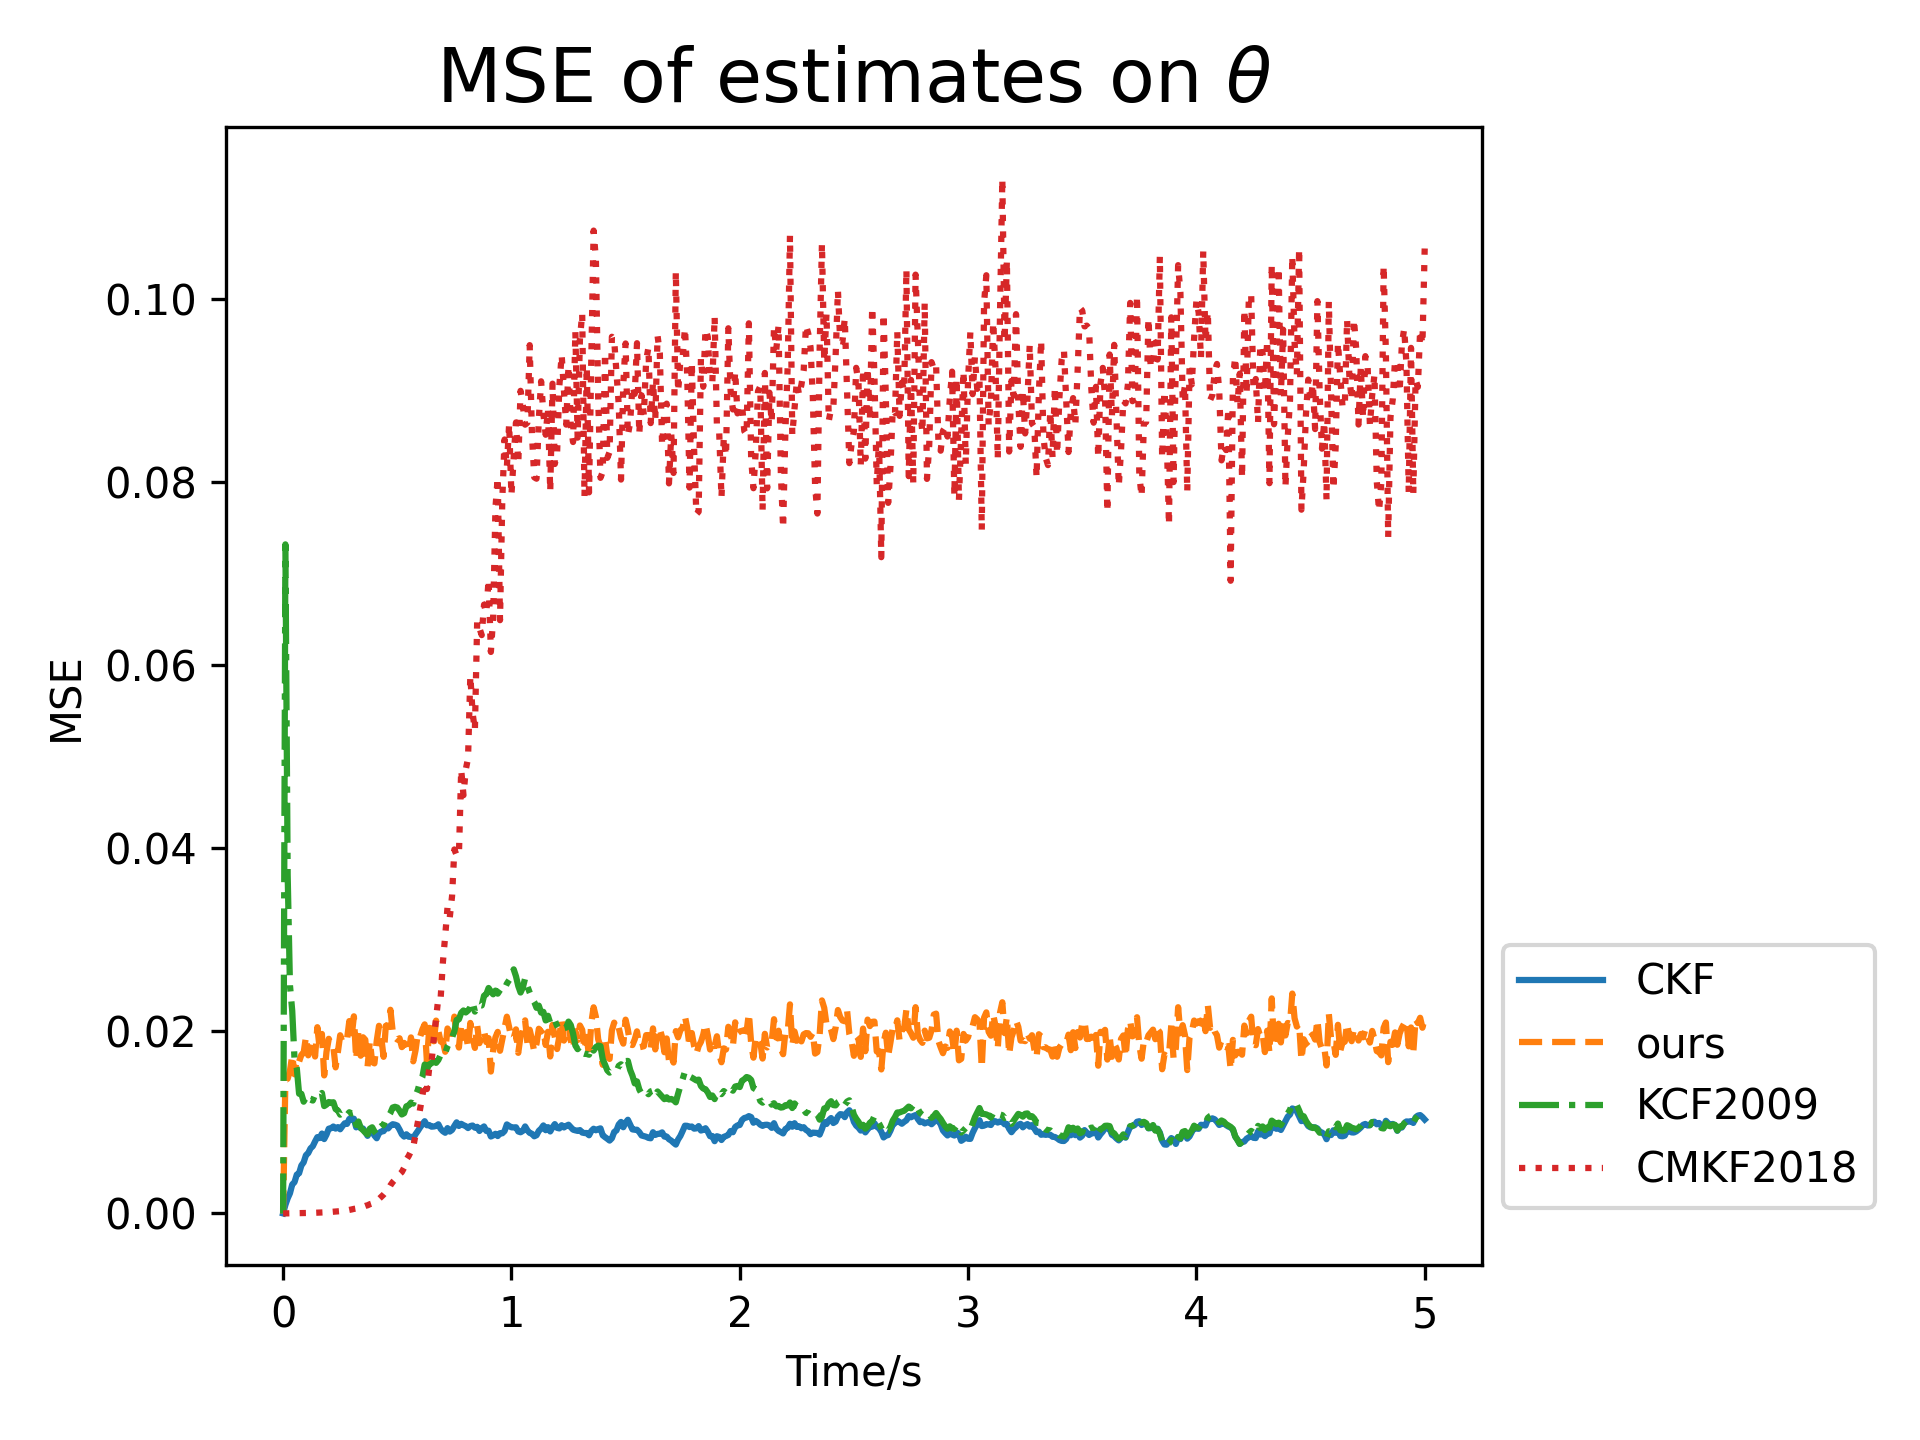 MSE of estimates on θ
MSE
0.10
0.08
0.06
0.04
0.02
0.00
0 1 2 3 4 5
Time/s
CKF
ours
KCF2009
CMKF2018